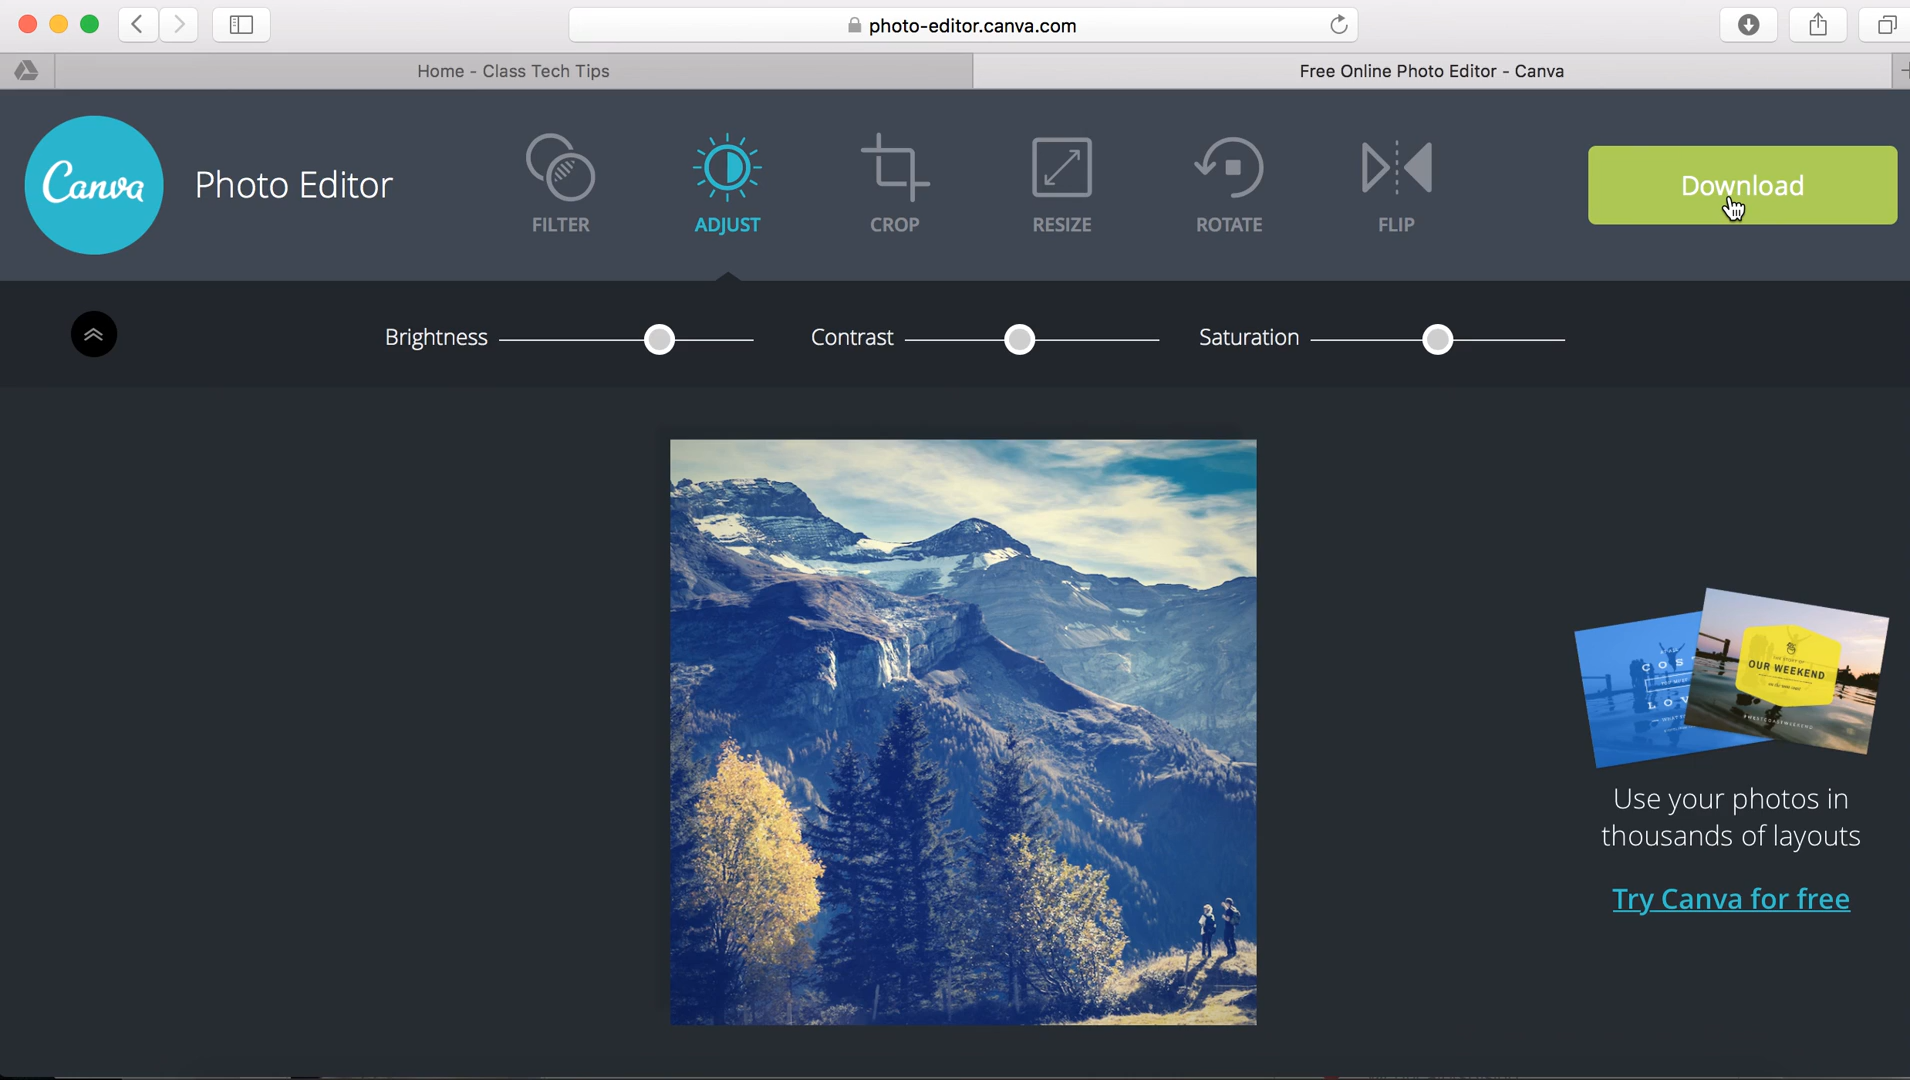 photo-editor.canva.com
Home - Class Tech Tips
Free Online Photo Editor - Canva
Canva
Photo Editor
FILTER
ADJUST
CROP
RESIZE
ROTATE
FLIP
Download
Brightness
Contrast
Saturation
OUR WEEKEND
Use your photos in
thousands of layouts
Try Canva for free